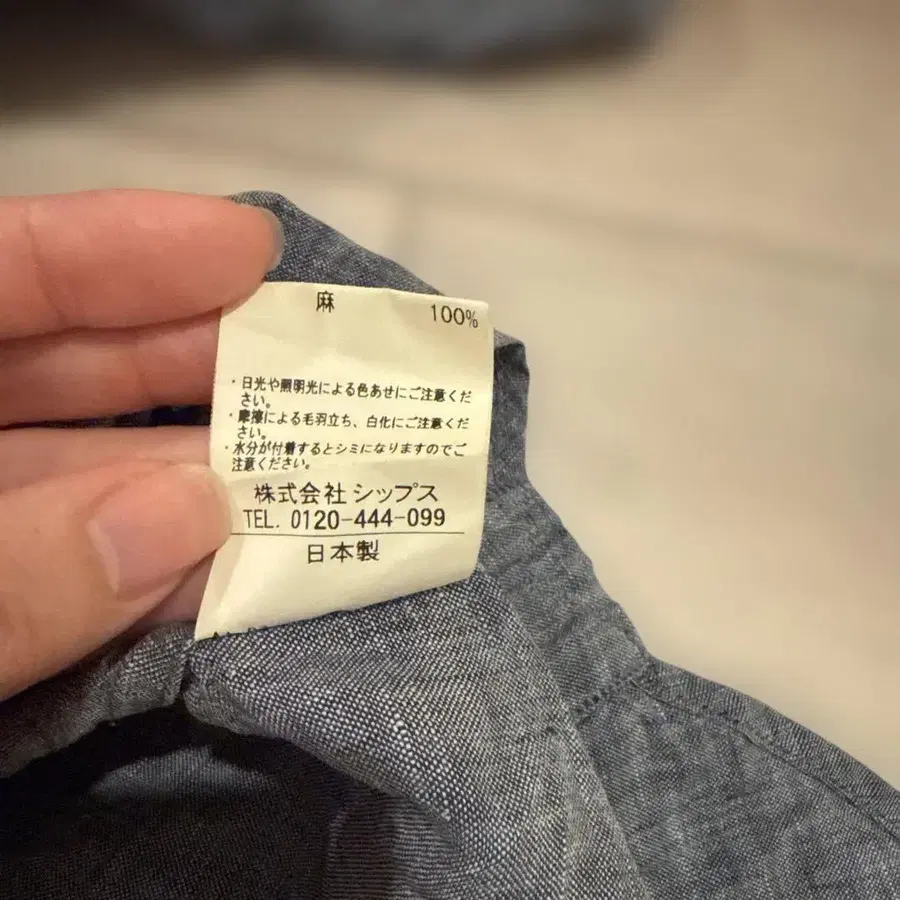 麻 100%
・日光や照明光による色あせにご注意くだ
さい。
・摩擦による毛羽立ち、白化にご注意くだ
さい。
・水分が付着するとシミになりますのでご
注意ください。
株式会社 シップス
TEL. 0120-444-099
日本製